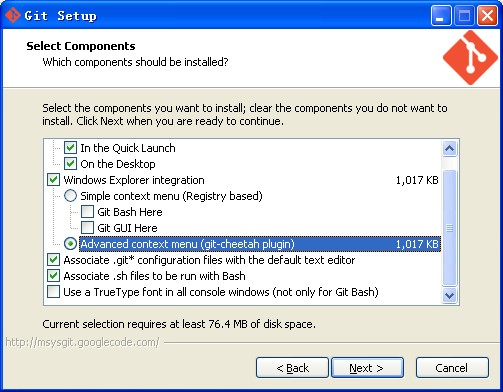 Git Setup
Select Components
Which components should be installed?
Select the components you want to install; clear the components you do not want to
install. Click Next when you are ready to continue.
In the Quick Launch
On the Desktop
Windows Explorer integration 1,017 KB
Simple context menu (Registry based)
Git Bash Here
Git GUI Here
Advanced context menu (git-cheetah plugin) 1,017 KB
Associate .git* configuration files with the default text editor
Associate .sh files to be run with Bash
Use a TrueType font in all console windows (not only for Git Bash)
Current selection requires at least 76.4 MB of disk space.
http://msysgit.googlecode.com/
< Back Next > Cancel